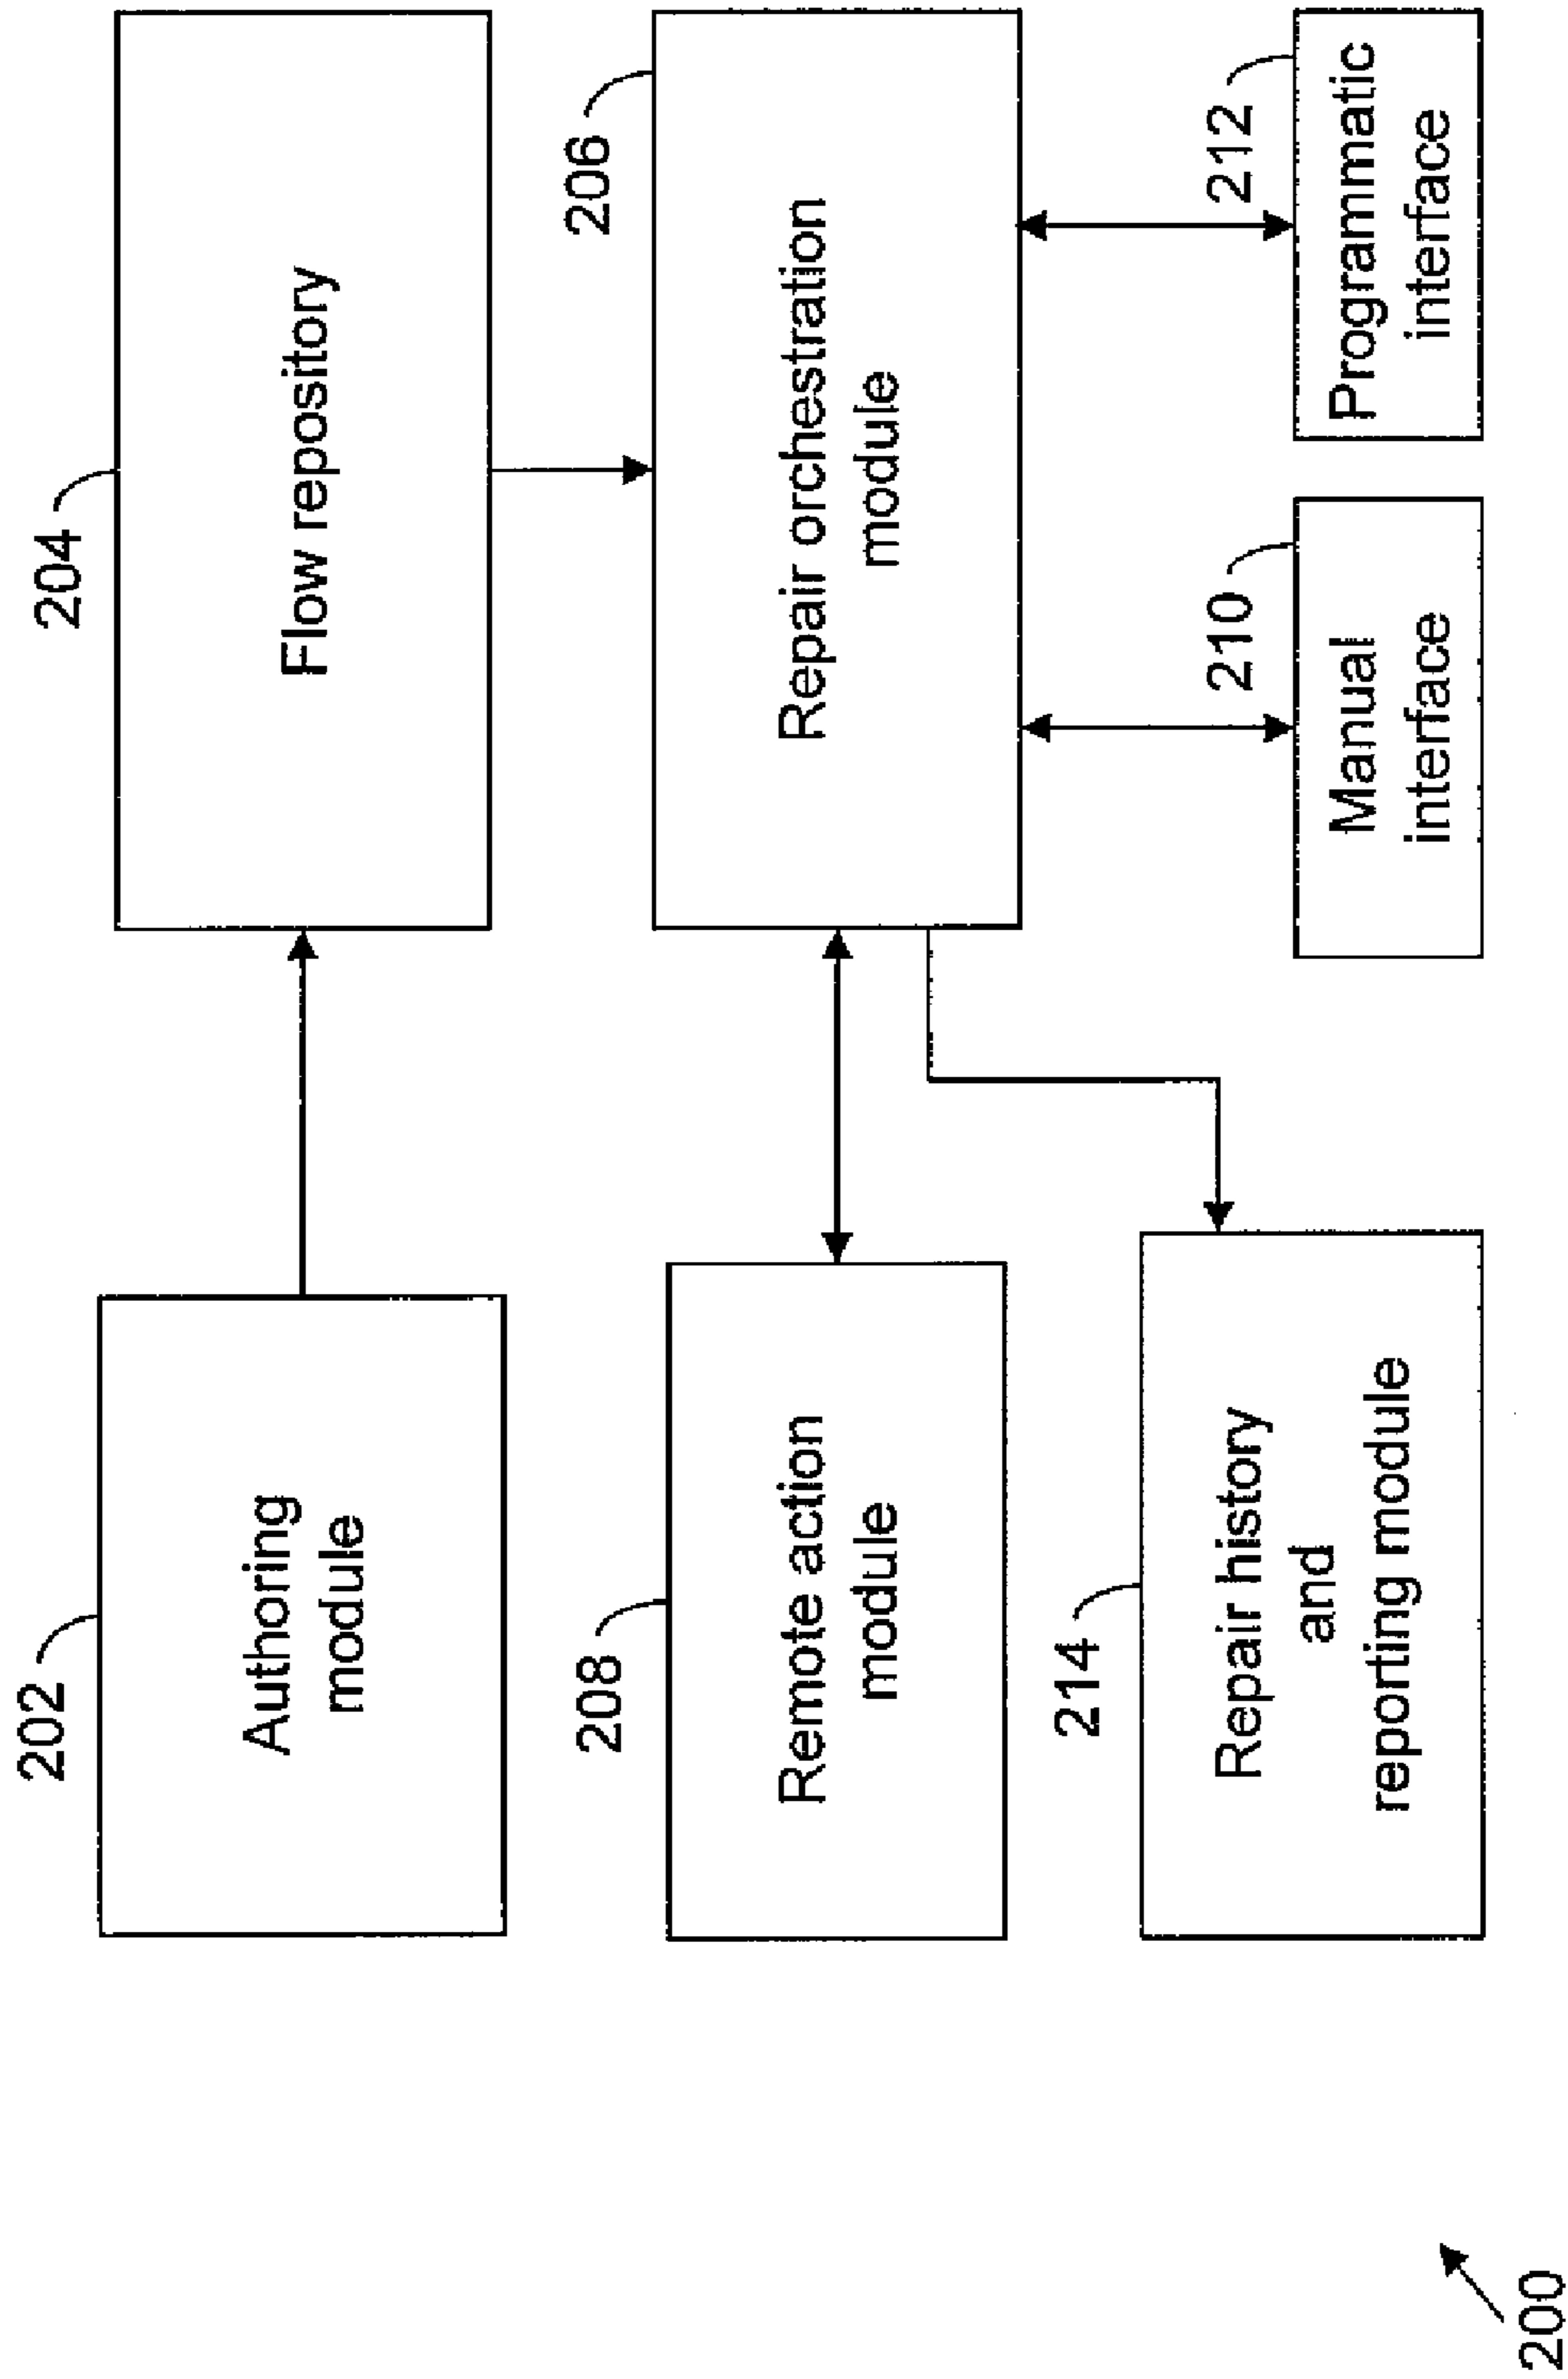 202
Authoring
module
204
Flow repository
208
Remote action
module
206
Repair orchestration
module
214
Repair history
and
reporting module
210
Manual
interface
212
Programmatic
interface
200